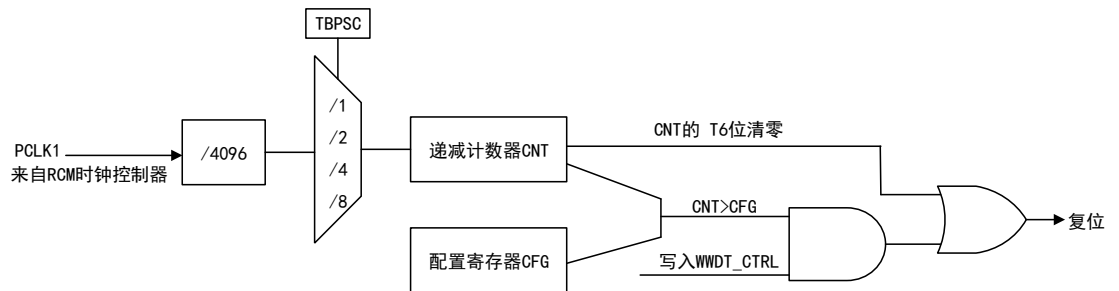 TBPSC
/1
/2
/4
/8
PCLK1
来自RCM时钟控制器
/4096
递减计数器CNT
CNT的 T6位清零
CNT>CFG
配置寄存器CFG
写入WWDT_CTRL
复位